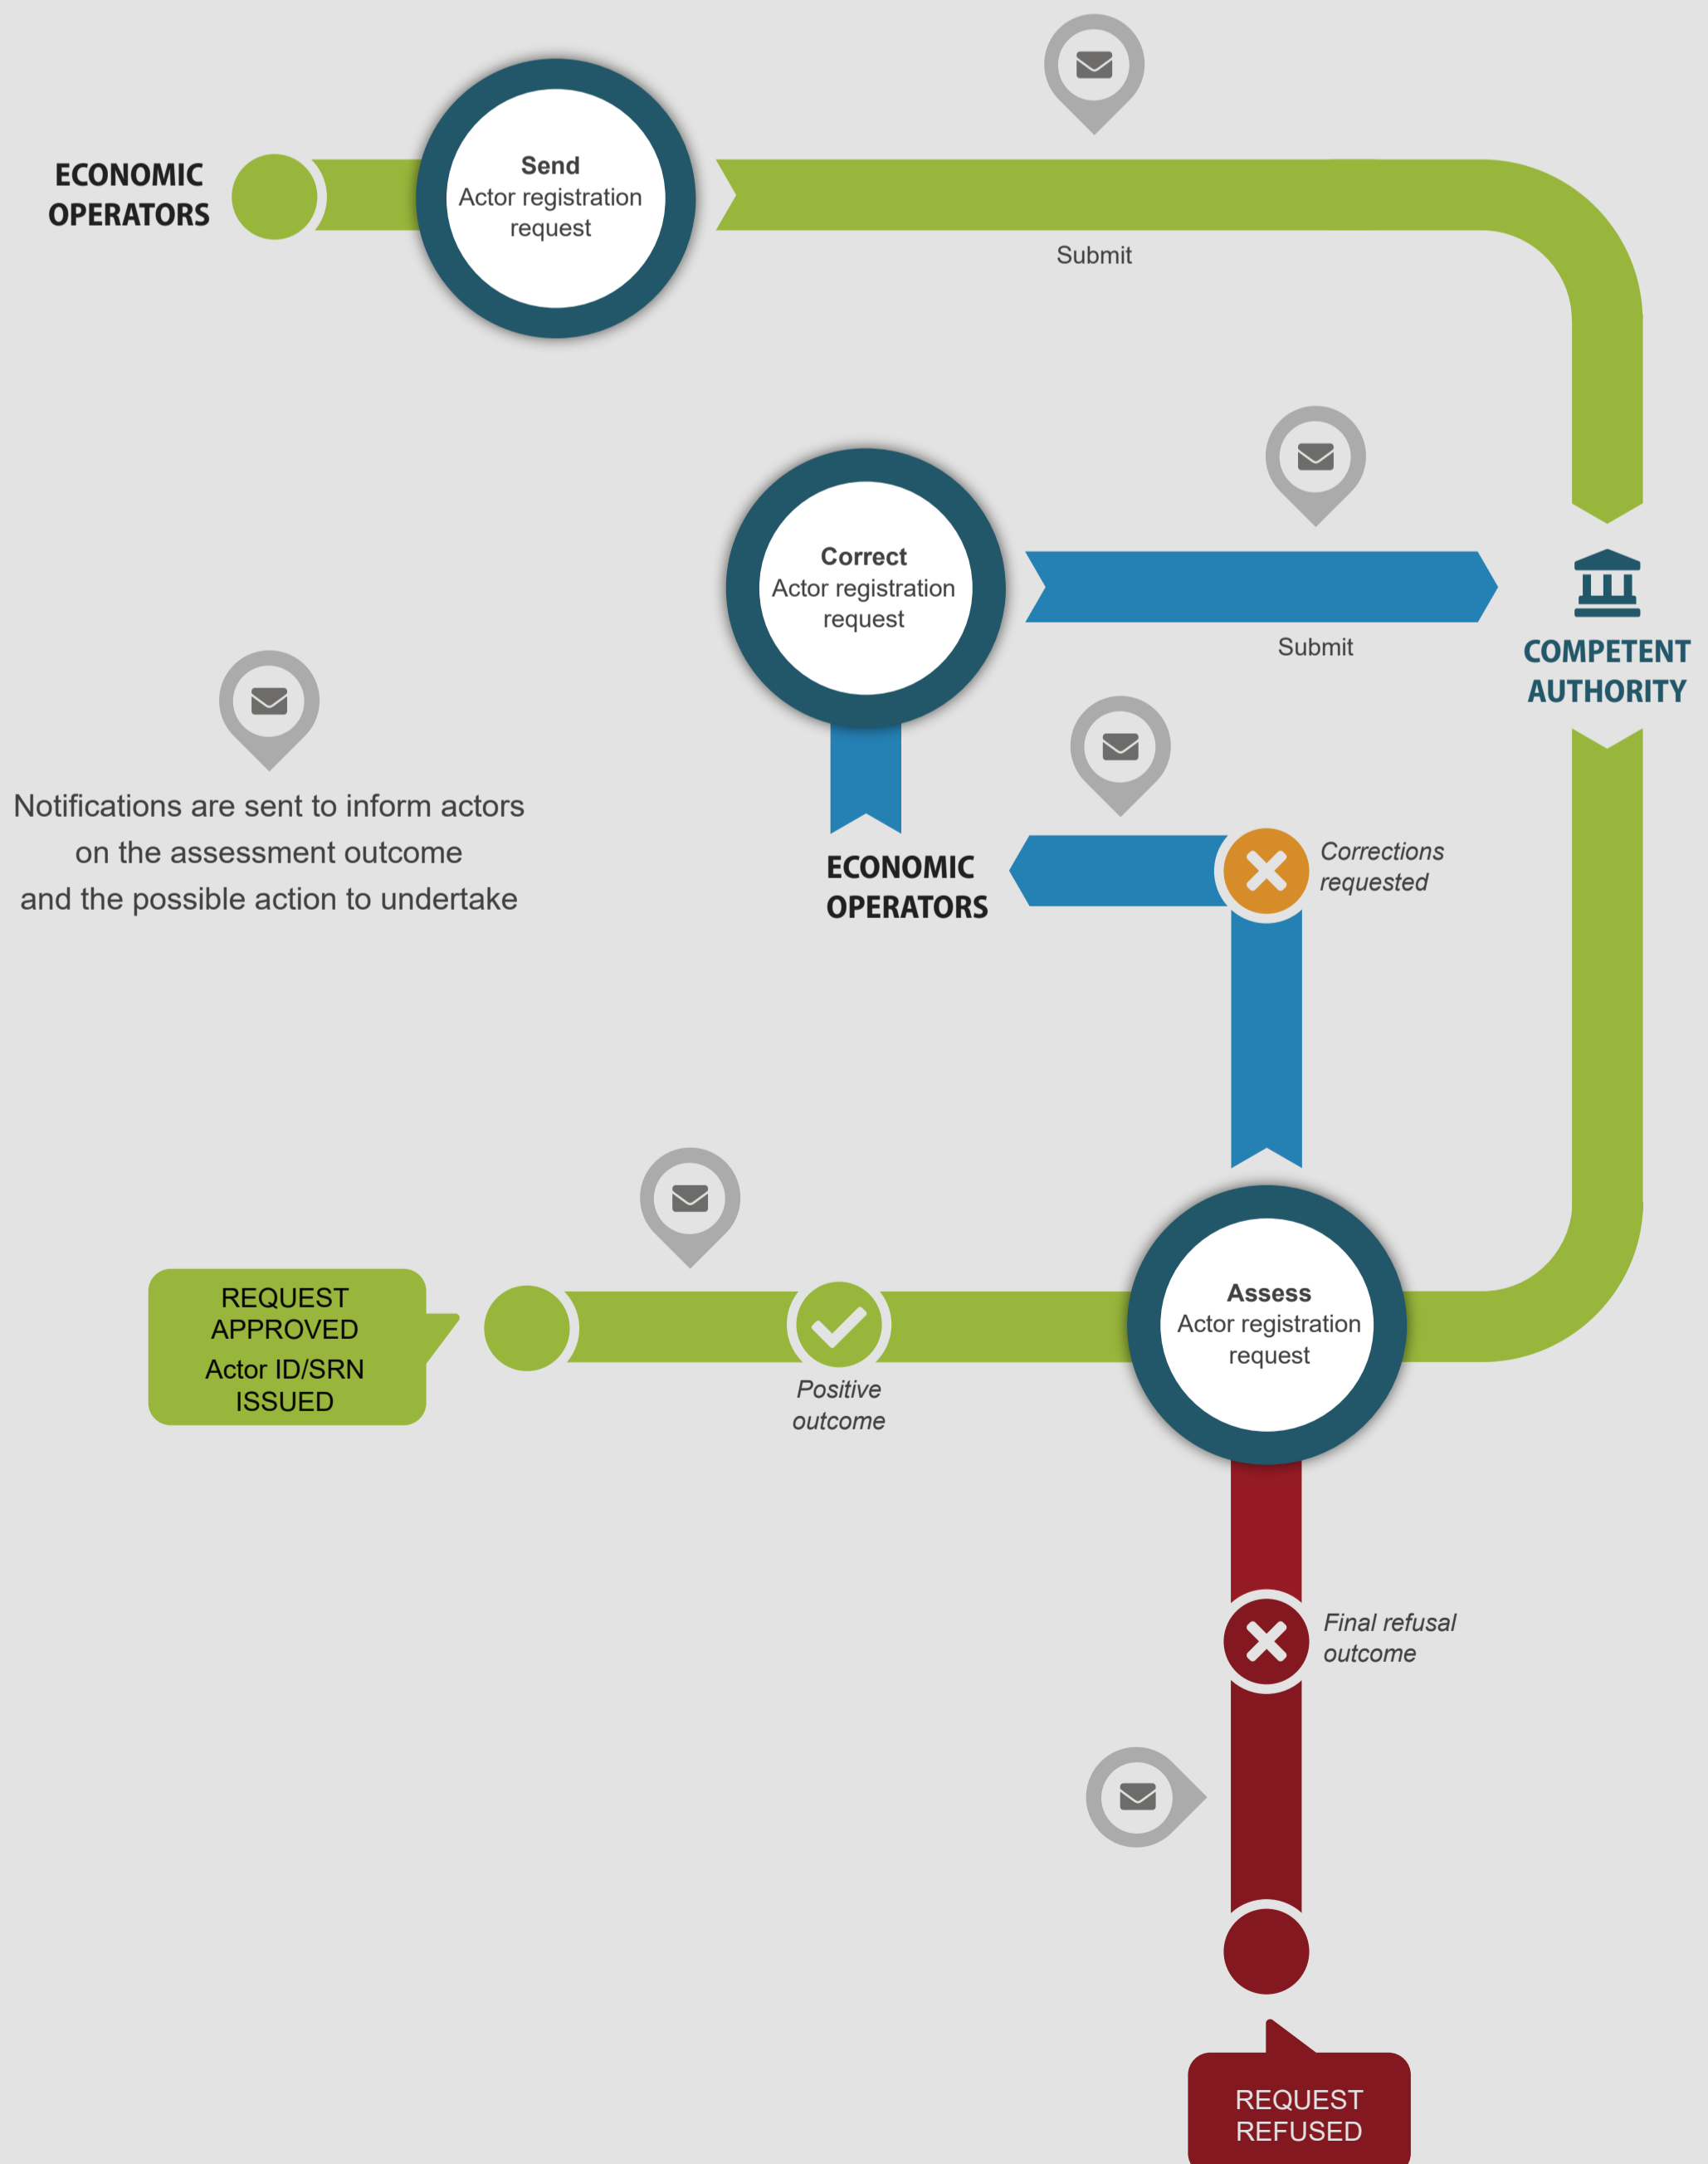 ECONOMIC
OPERATORS
Send
Actor registration
request
Submit
Correct
Actor registration
request
Submit
COMPETENT
AUTHORITY
Notifications are sent to inform actors
on the assessment outcome
and the possible action to undertake
ECONOMIC
OPERATORS
Corrections
requested
REQUEST
APPROVED
Actor ID/SRN
ISSUED
Positive
outcome
Assess
Actor registration
request
Final refusal
outcome
REQUEST
REFUSED